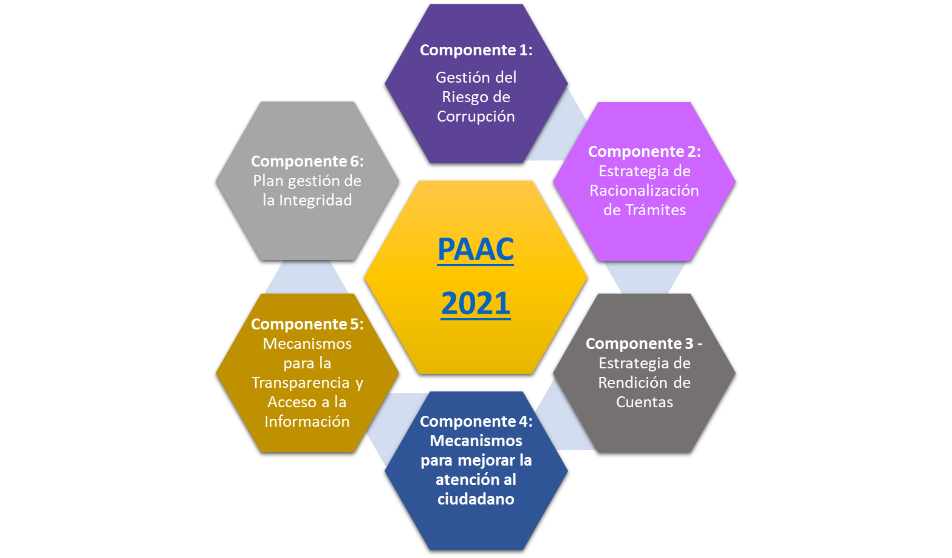 Componente 1:
Gestión del
Riesgo de
Corrupción
Componente 2:
Estrategia de
Racionalización
de Trámites
Componente 3 -
Estrategia de
Rendición de
Cuentas
Componente 4:
Mecanismos
para mejorar la
atención al
ciudadano
Componente 5:
Mecanismos
para la
Transparencia y
Acceso a la
Información
Componente 6:
Plan gestión de
la Integridad
PAAC
2021